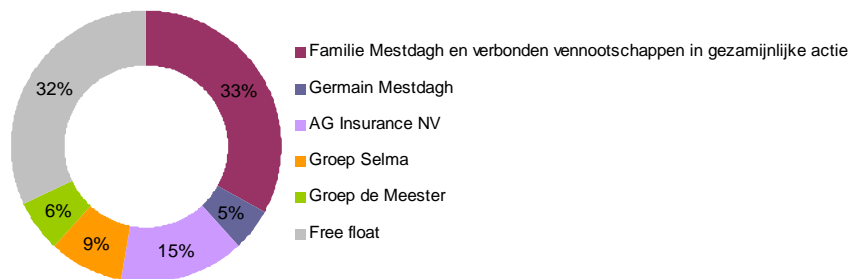 33%
5%
15%
9%
6%
32%
Familie Mestdagh en verbonden vennootschappen in gezamijnlijke actie
Germain Mestdagh
AG Insurance NV
Groep Selma
Groep de Meester
Free float